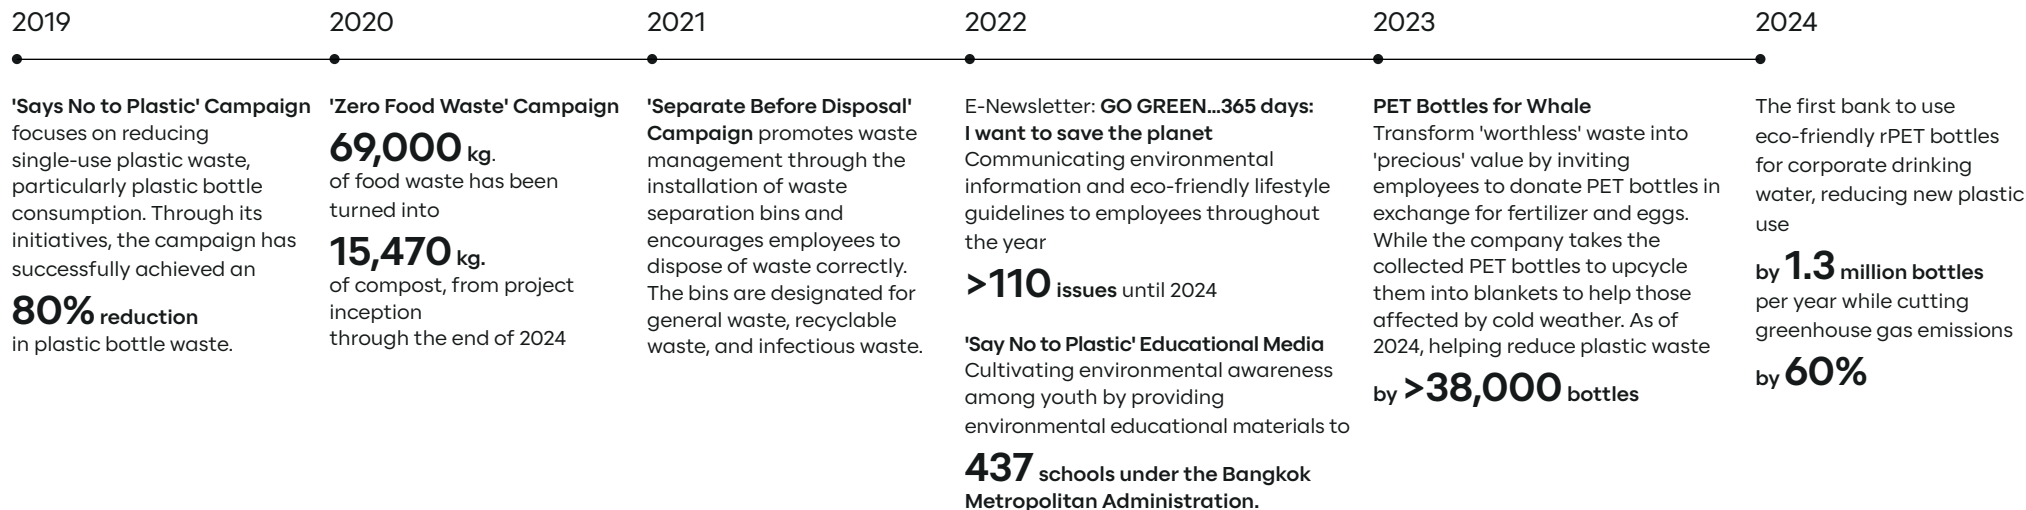 2019
'Says No to Plastic' Campaign
focuses on reducing
single-use plastic waste,
particularly plastic bottle
consumption. Through its
initiatives, the campaign has
successfully achieved an
80% reduction
in plastic bottle waste.
2020
'Zero Food Waste' Campaign
69,000 kg.
of food waste has been
turned into
15,470 kg.
of compost, from project
inception
through the end of 2024
2021
'Separate Before Disposal'
Campaign promotes waste
management through the
installation of waste
separation bins and
encourages employees to
dispose of waste correctly.
The bins are designated for
general waste, recyclable
waste, and infectious waste.
2022
E-Newsletter: GO GREEN...365 days:
I want to save the planet
Communicating environmental
information and eco-friendly lifestyle
guidelines to employees throughout
the year
>110 issues until 2024
'Say No to Plastic' Educational Media
Cultivating environmental awareness
among youth by providing
environmental educational materials to
437 schools under the Bangkok
Metropolitan Administration.
2023
PET Bottles for Whale
Transform 'worthless' waste into
'precious' value by inviting
employees to donate PET bottles in
exchange for fertilizer and eggs.
While the company takes the
collected PET bottles to upcycle
them into blankets to help those
affected by cold weather. As of
2024, helping reduce plastic waste
by >38,000 bottles
2024
The first bank to use
eco-friendly rPET bottles
for corporate drinking
water, reducing new plastic
use
by 1.3 million bottles
per year while cutting
greenhouse gas emissions
by 60%